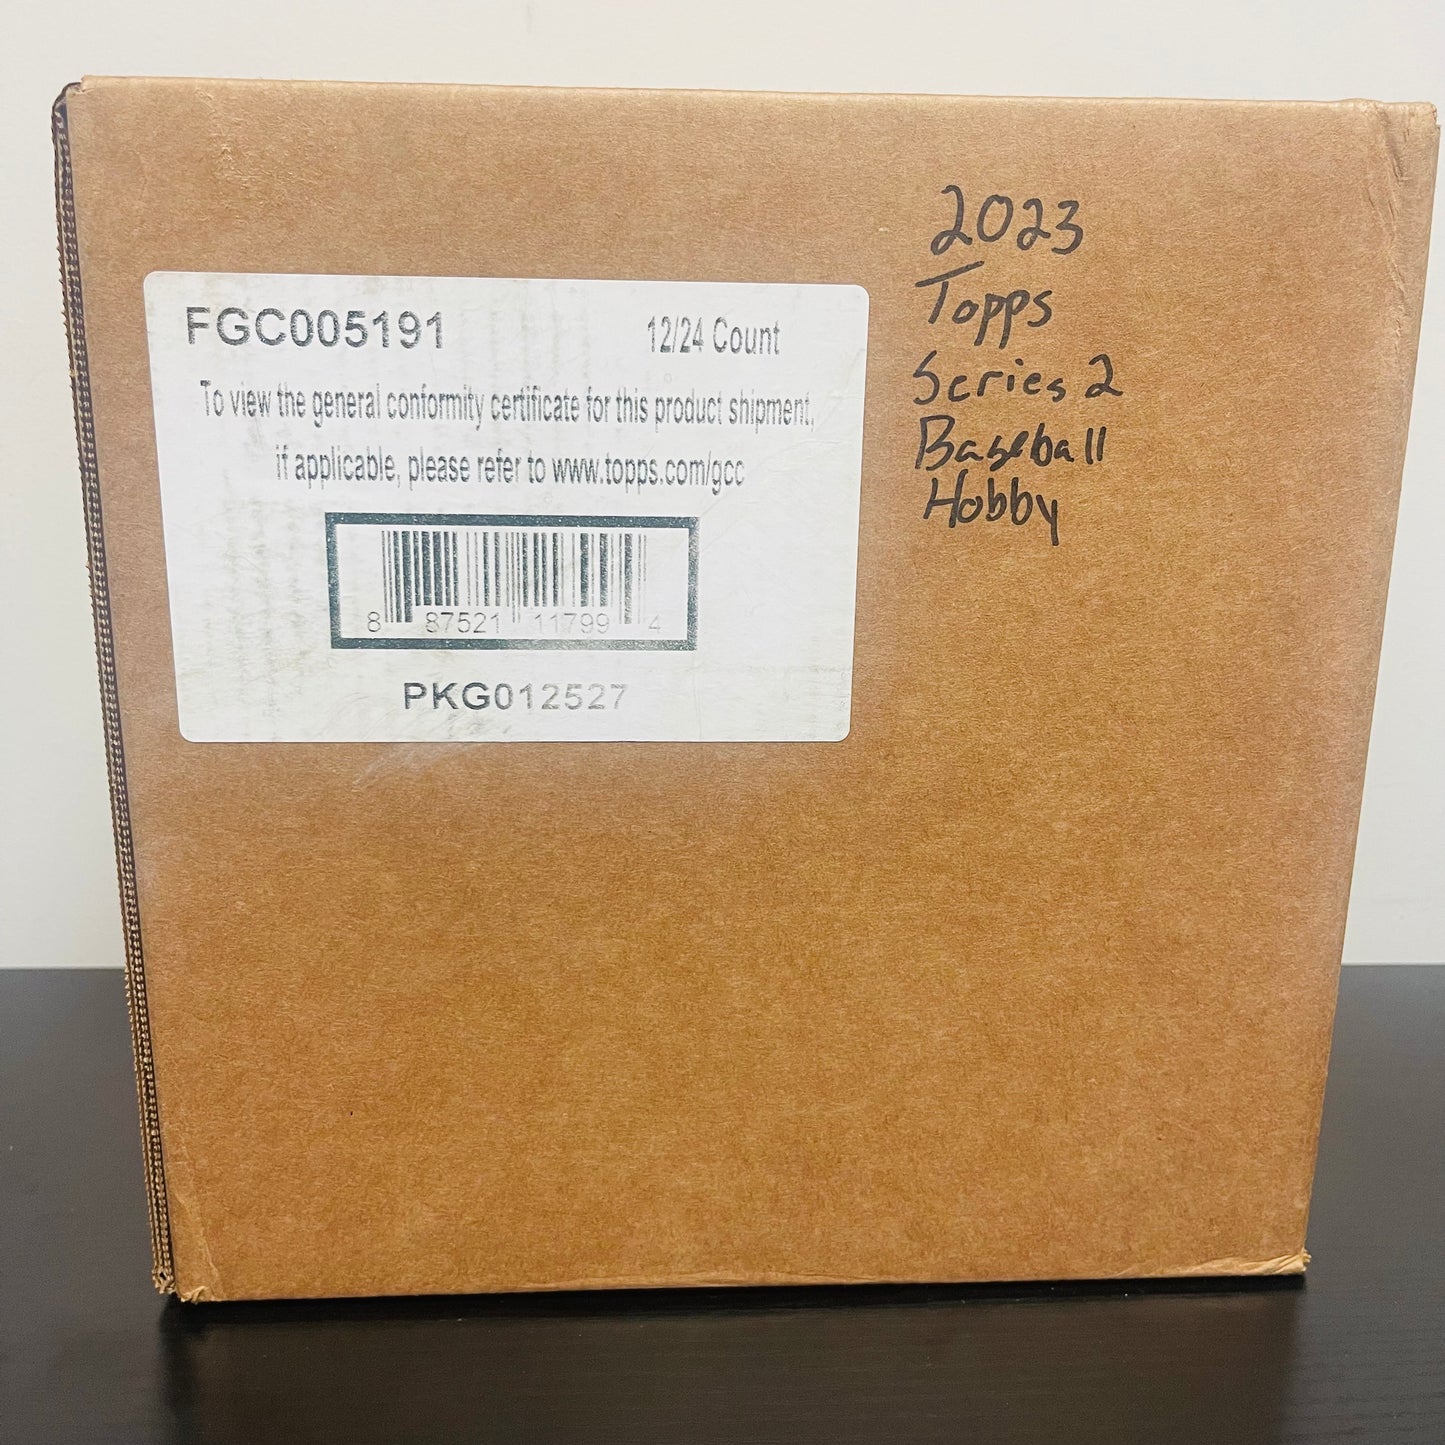 FGC005191 12/24 Count
To view the general conformity certificate for this product shipment,
if applicable, please refer to www.topps.com/gcc
8 87521 11799 4
PKG012527
2023
Topps
Series 2
Baseball
Hobby